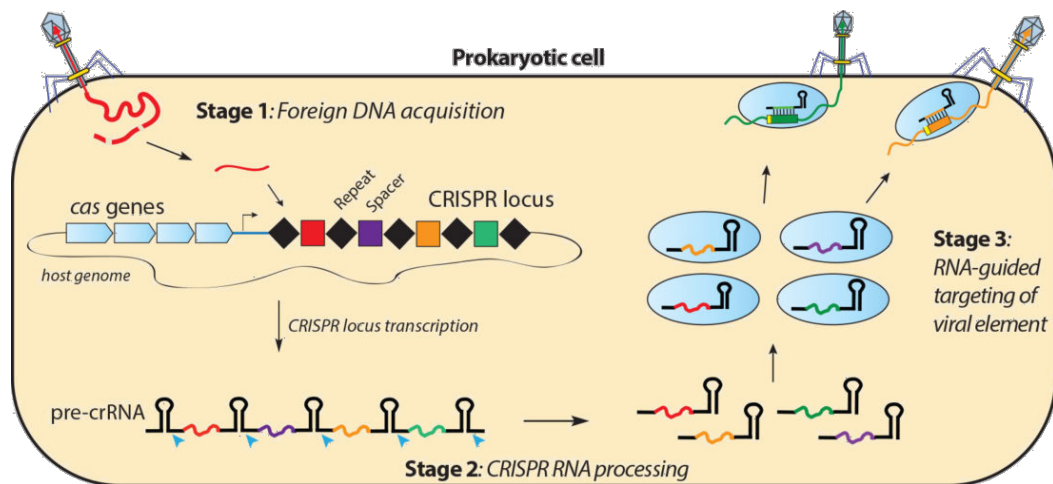 Prokaryotic cell
Stage 1: Foreign DNA acquisition
cas genes
Repeat
Spacer
CRISPR locus
host genome
CRISPR locus transcription
pre-crRNA
Stage 2: CRISPR RNA processing
Stage 3:
RNA-guided
targeting of
viral element